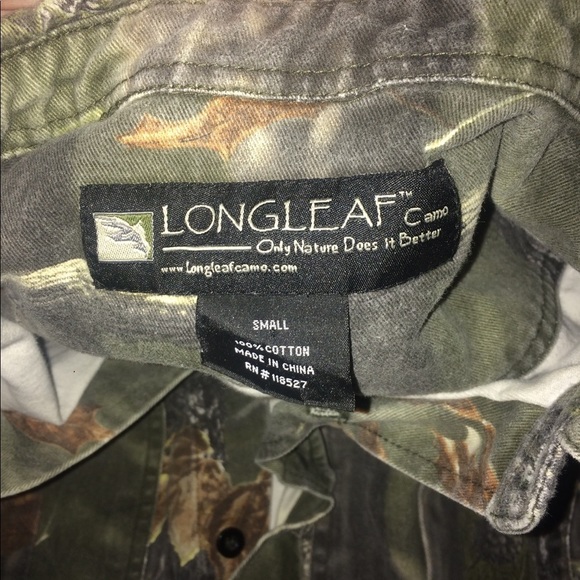 LONGLEAF™ Camo
Only Nature Does it Better
www.Longleafcamo.com
SMALL
100% COTTON
MADE IN CHINA
RN# 118527